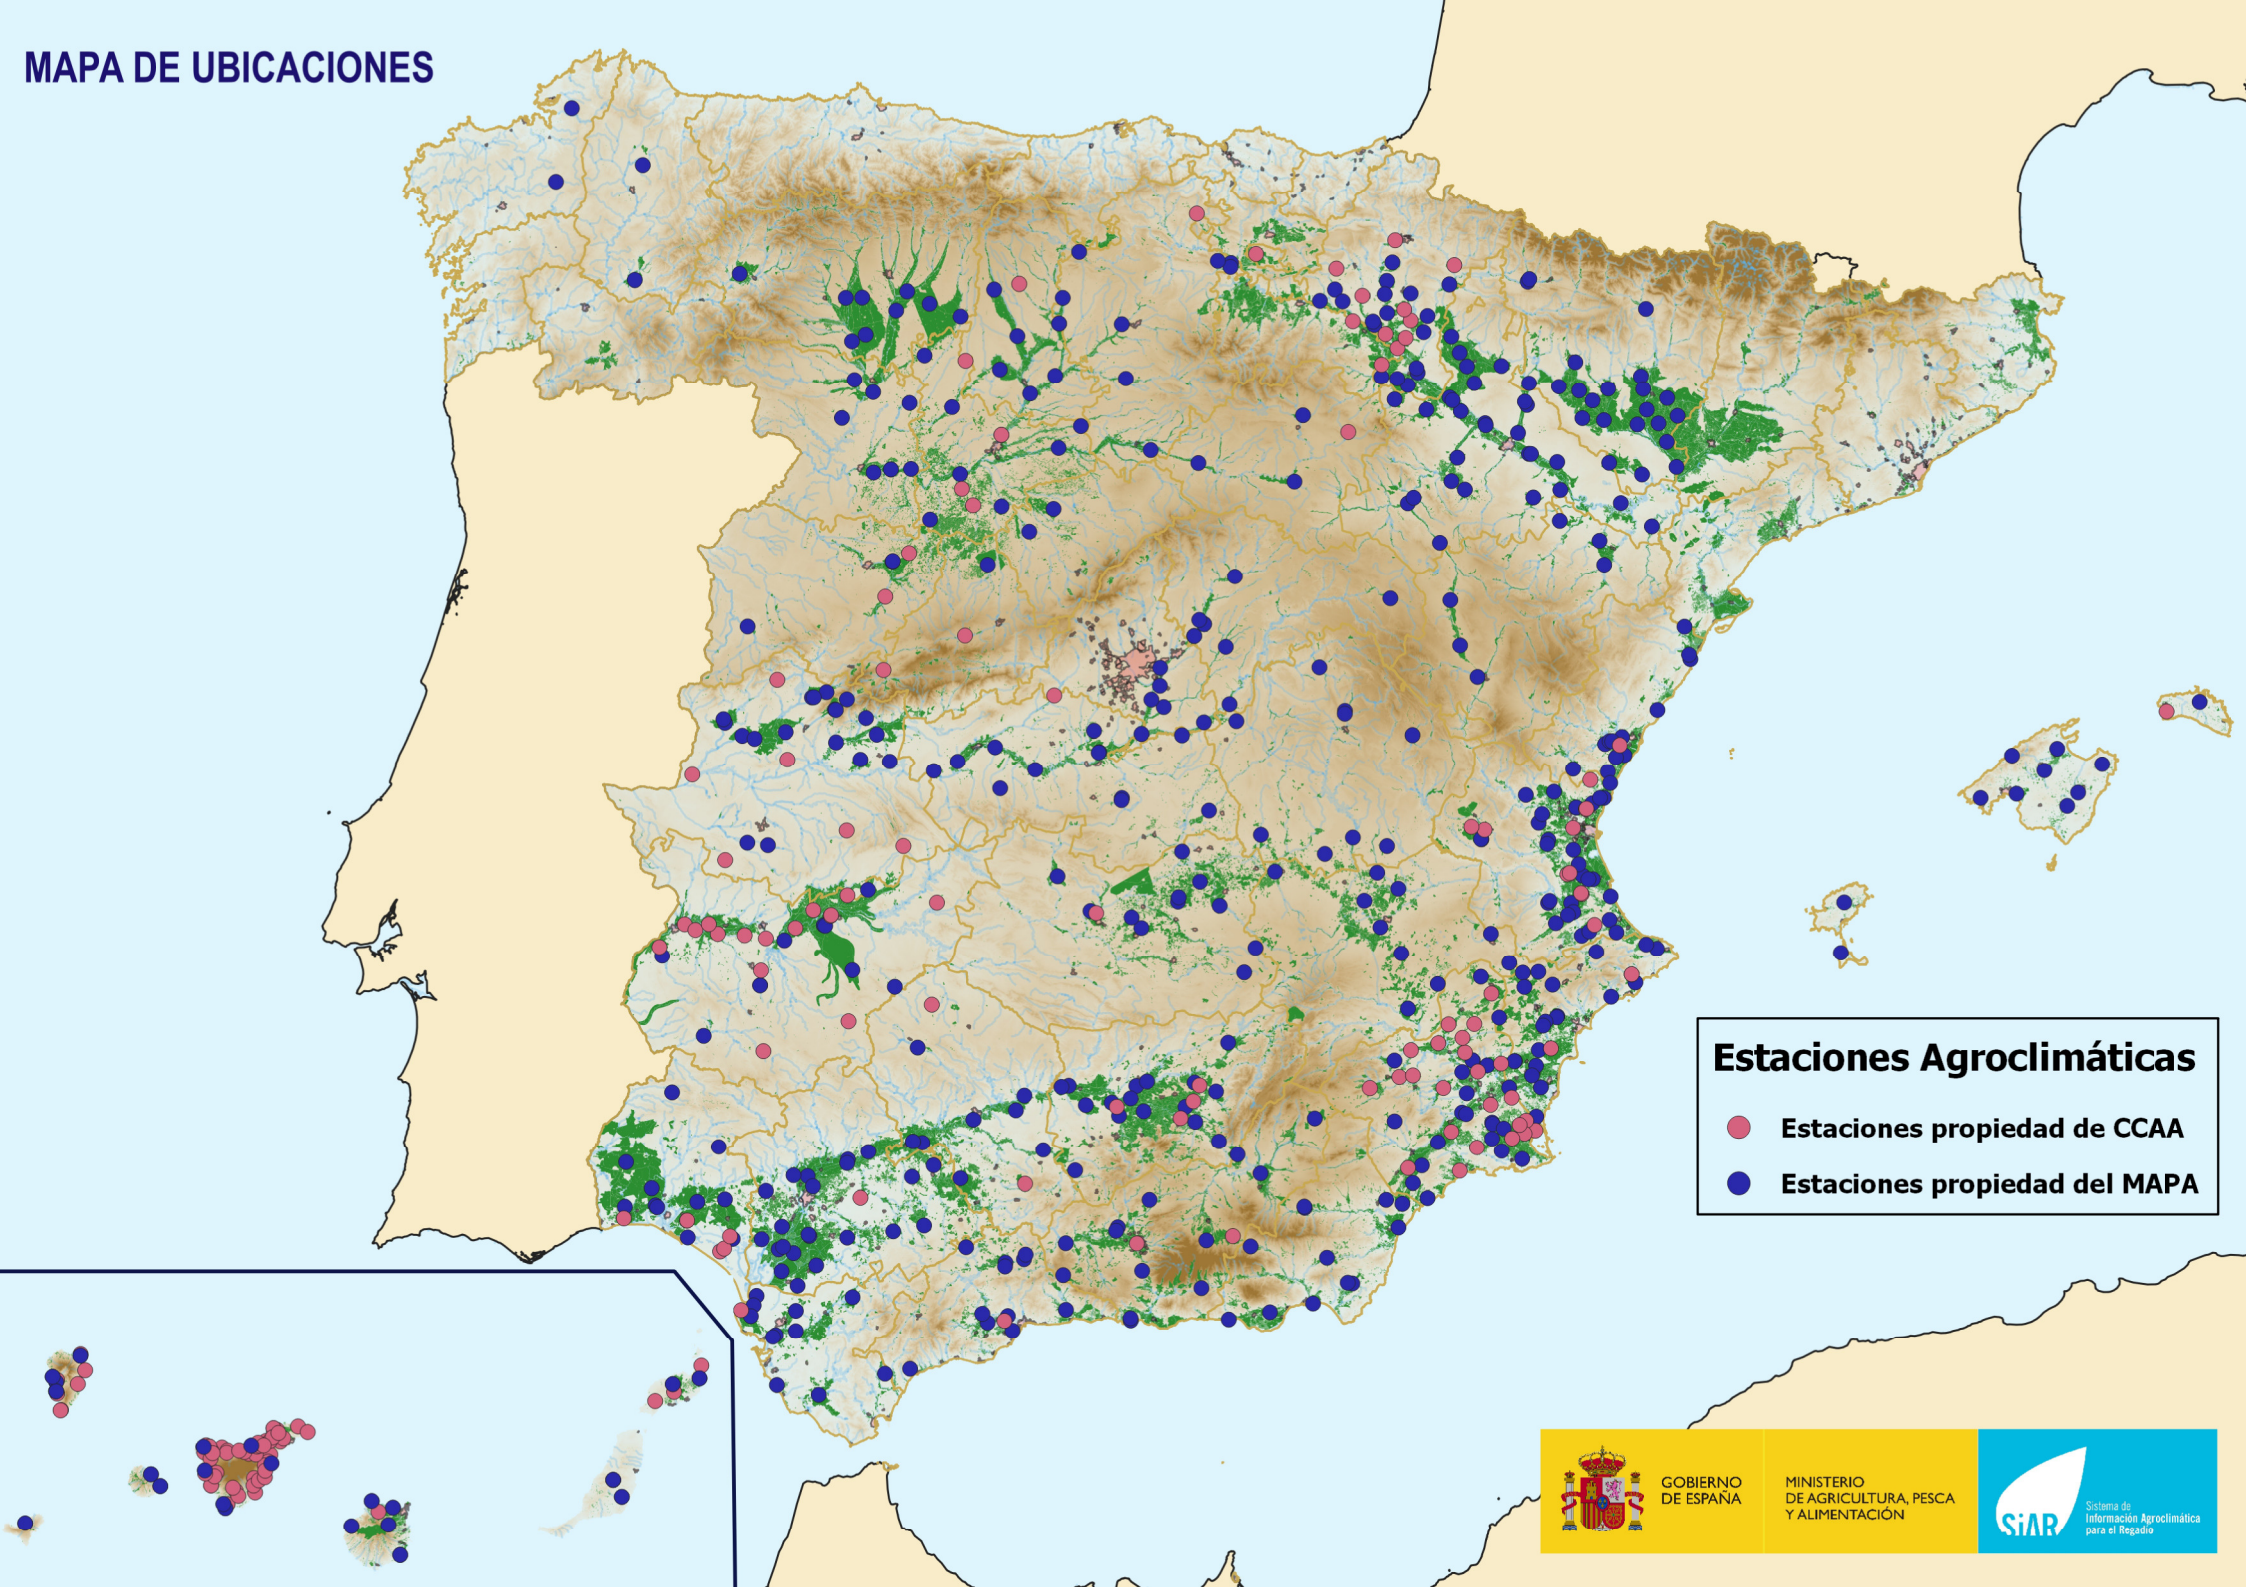 MAPA DE UBICACIONES
Estaciones Agroclimáticas
Estaciones propiedad de CCAA
Estaciones propiedad del MAPA
GOBIERNO
DE ESPAÑA
MINISTERIO
DE AGRICULTURA, PESCA
Y ALIMENTACIÓN
SiAR
Sistema de
Información Agroclimática
para el Regadío